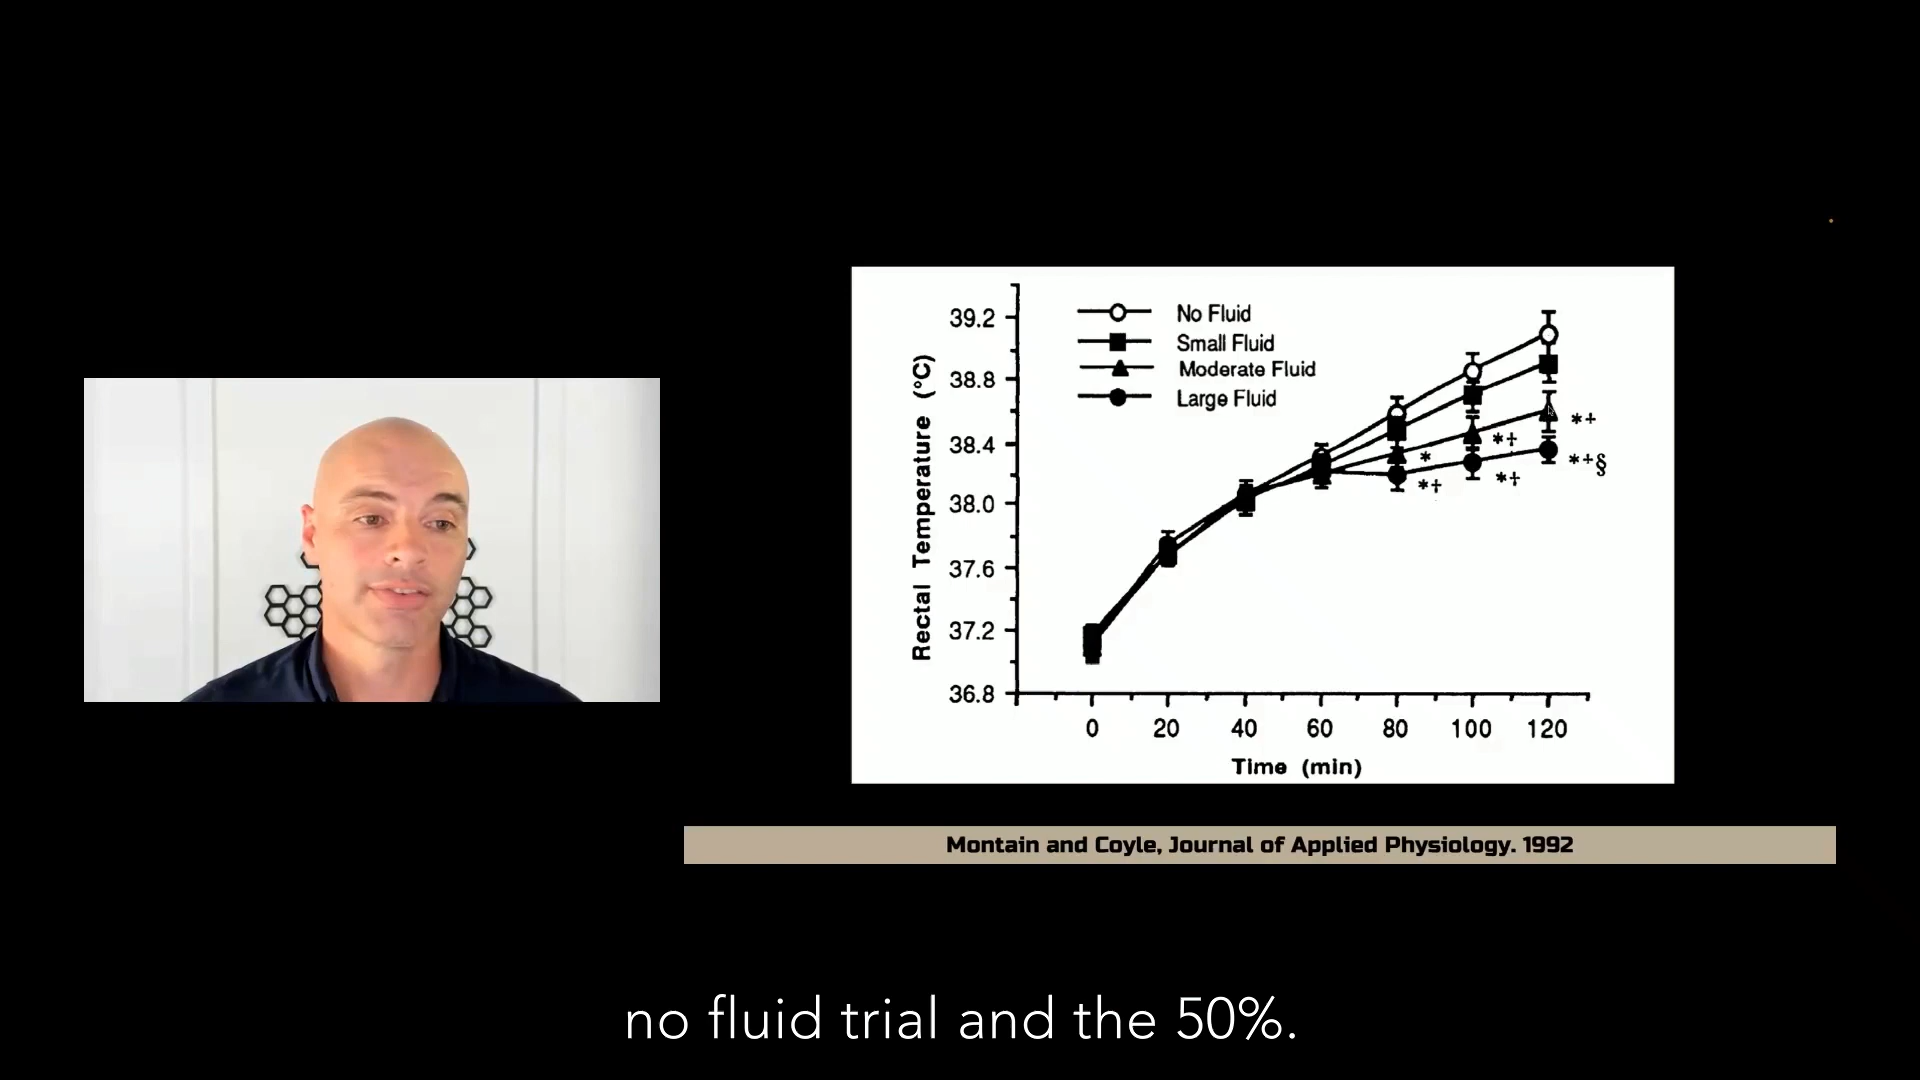 No Fluid
Small Fluid
Moderate Fluid
Large Fluid
Rectal Temperature (°C)
39.2
38.8
38.4
38.0
37.6
37.2
36.8
*+
*†
*
*+§
*†
*†
0 20 40 60 80 100 120
Time (min)
Montain and Coyle, Journal of Applied Physiology. 1992
no fluid trial and the 50%.